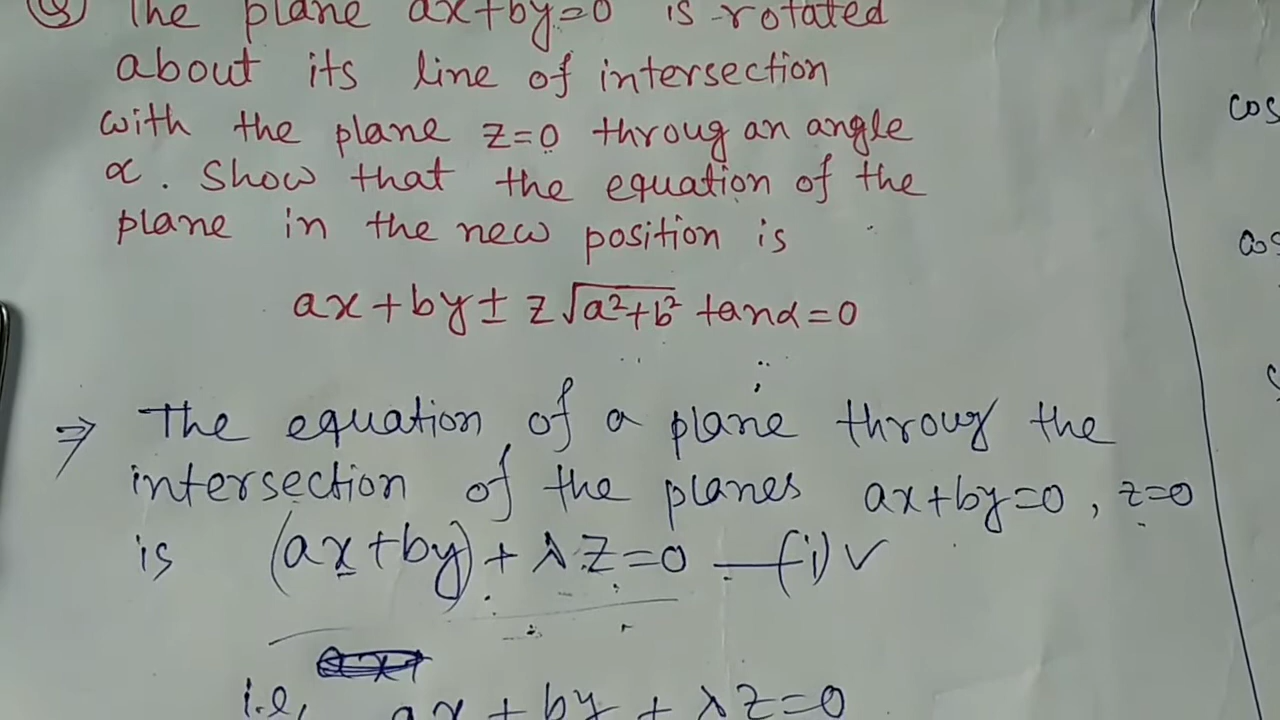 (Q) The plane ax+by=0 is rotated
about its line of intersection
with the plane z=0 throug an angle
α. Show that the equation of the
plane in the new position is
ax+by± z√(a²+b²) tanα=0
⇒ The equation of a plane throug the
intersection of the planes ax+by=0, z=0
is (ax+by)+λz=0 —(i) ✓
i.e, ax+by+λz=0
cos
cos